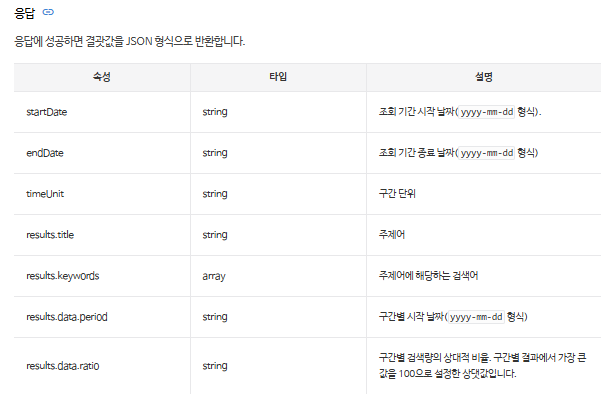 응답
응답에 성공하면 결괏값을 JSON 형식으로 반환합니다.
속성 타입 설명
startDate string 조회 기간 시작 날짜(yyyy-mm-dd 형식).
endDate string 조회 기간 종료 날짜(yyyy-mm-dd 형식)
timeUnit string 구간 단위
results.title string 주제어
results.keywords array 주제어에 해당하는 검색어
results.data.period string 구간별 시작 날짜(yyyy-mm-dd 형식)
results.data.ratio string 구간별 검색량의 상대적 비율. 구간별 결과에서 가장 큰
값을 100으로 설정한 상댓값입니다.